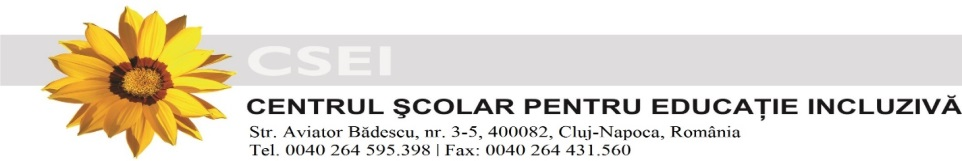 CSEI
CENTRUL ŞCOLAR PENTRU EDUCAȚIE INCLUZIVĂ
Str. Aviator Bădescu, nr. 3-5, 400082, Cluj-Napoca, România
Tel. 0040 264 595.398 | Fax: 0040 264 431.560